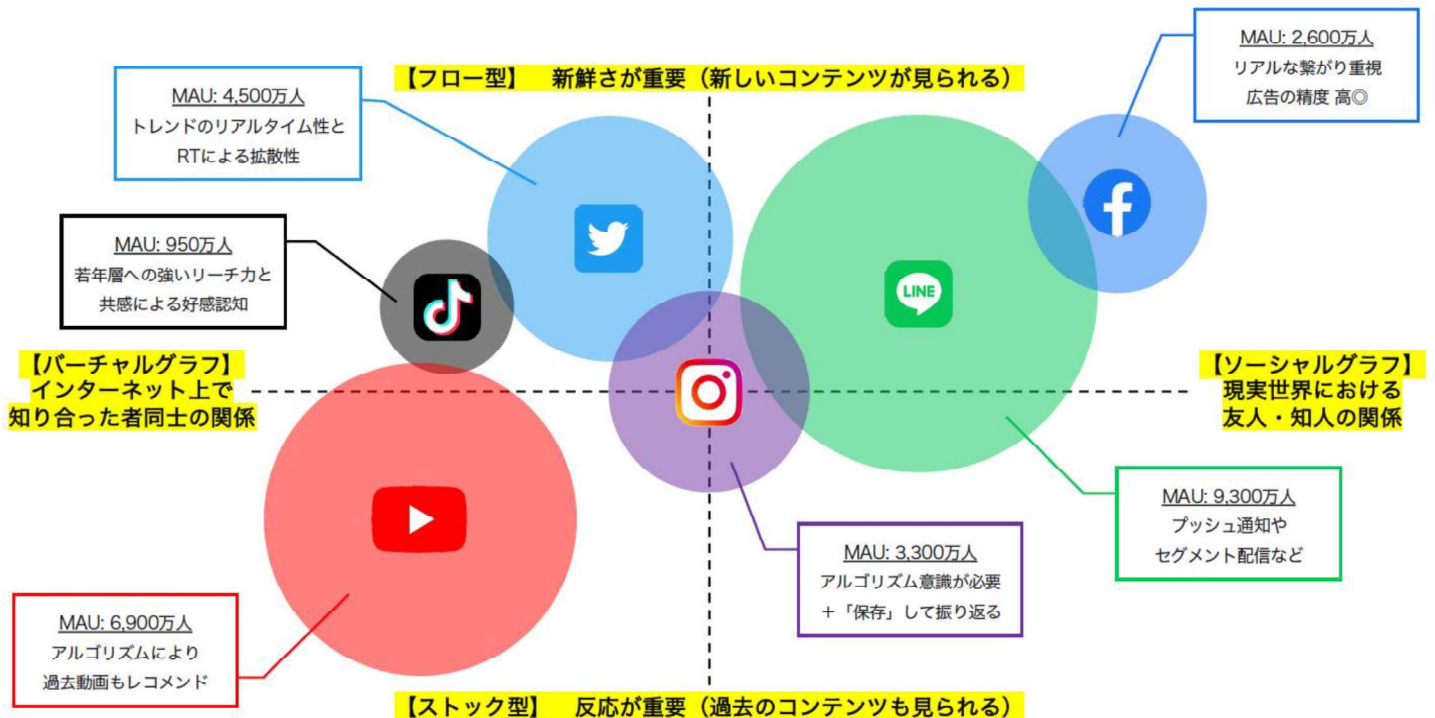 【フロー型】　新鮮さが重要（新しいコンテンツが見られる）
MAU: 2,600万人
リアルな繋がり重視
広告の精度 高◎
MAU: 4,500万人
トレンドのリアルタイム性と
RTによる拡散性
MAU: 950万人
若年層への強いリーチ力と
共感による好感認知
LINE
【バーチャルグラフ】
インターネット上で
知り合った者同士の関係
【ソーシャルグラフ】
現実世界における
友人・知人の関係
MAU: 9,300万人
プッシュ通知や
セグメント配信など
MAU: 3,300万人
アルゴリズム意識が必要
＋「保存」して振り返る
MAU: 6,900万人
アルゴリズムにより
過去動画もレコメンド
【ストック型】　反応が重要（過去のコンテンツも見られる）